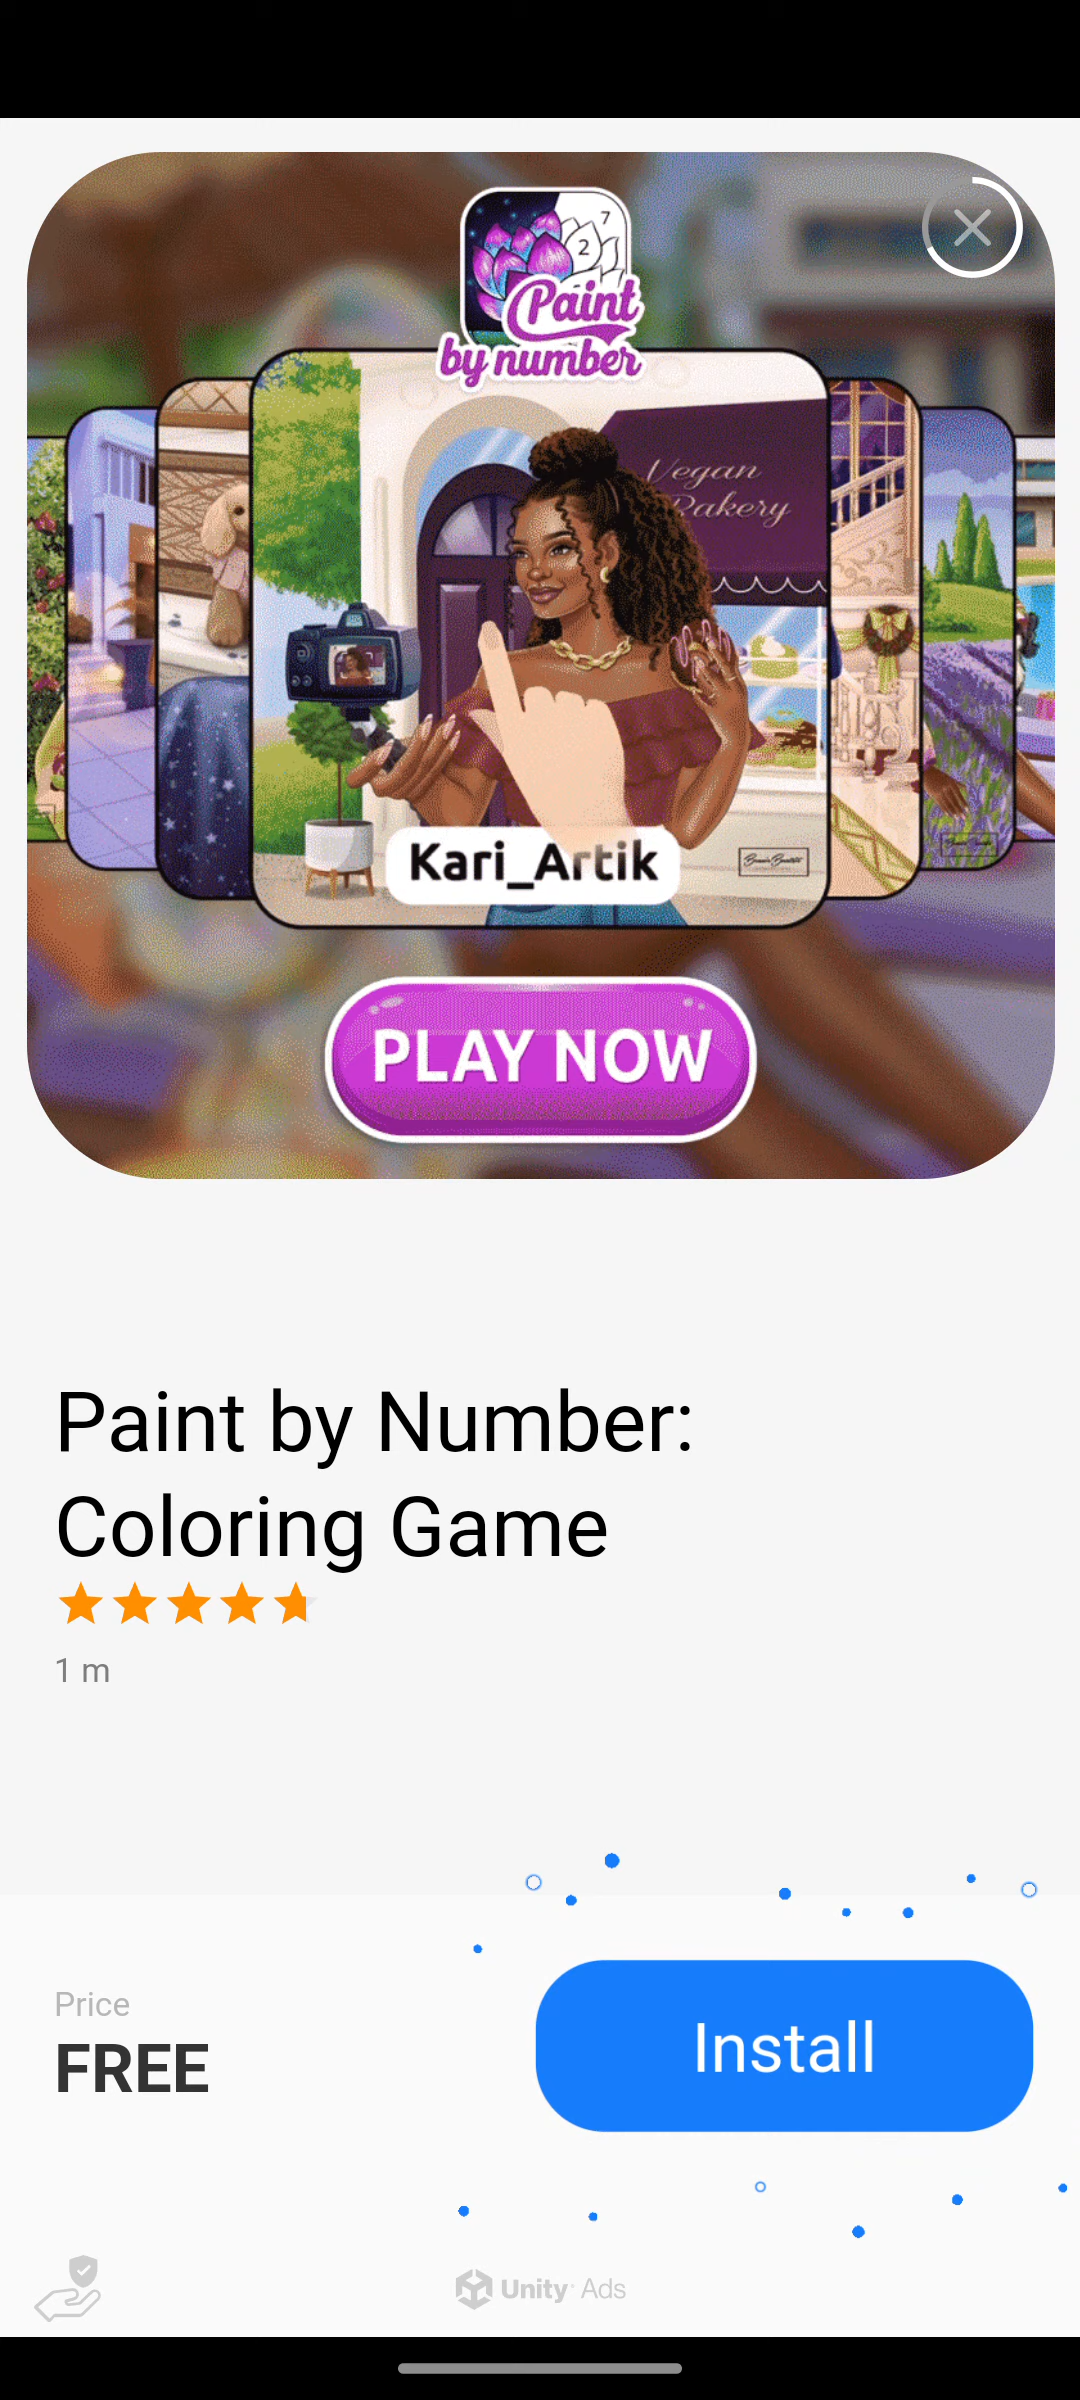 7
2
Paint
by number
Vegan
Bakery
Kari_Artik
PLAY NOW
Paint by Number:
Coloring Game
1 m
Price
FREE
Install
Unity Ads